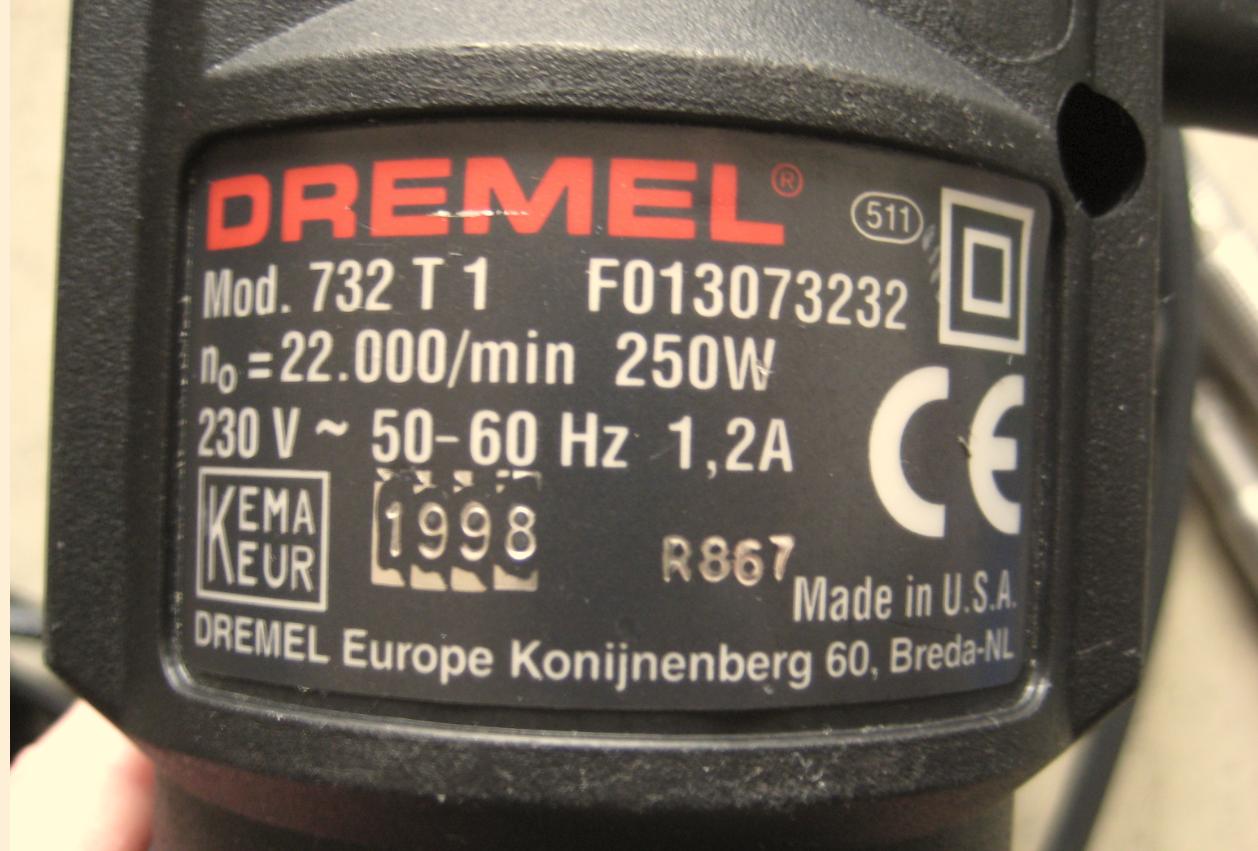 DREMEL®
511
Mod. 732 T 1 F013073232
n₀ = 22.000/min 250W
230 V ~ 50-60 Hz 1,2A
CE
KEMA
KEUR
1998
R867
Made in U.S.A.
DREMEL Europe Konijnenberg 60, Breda-NL